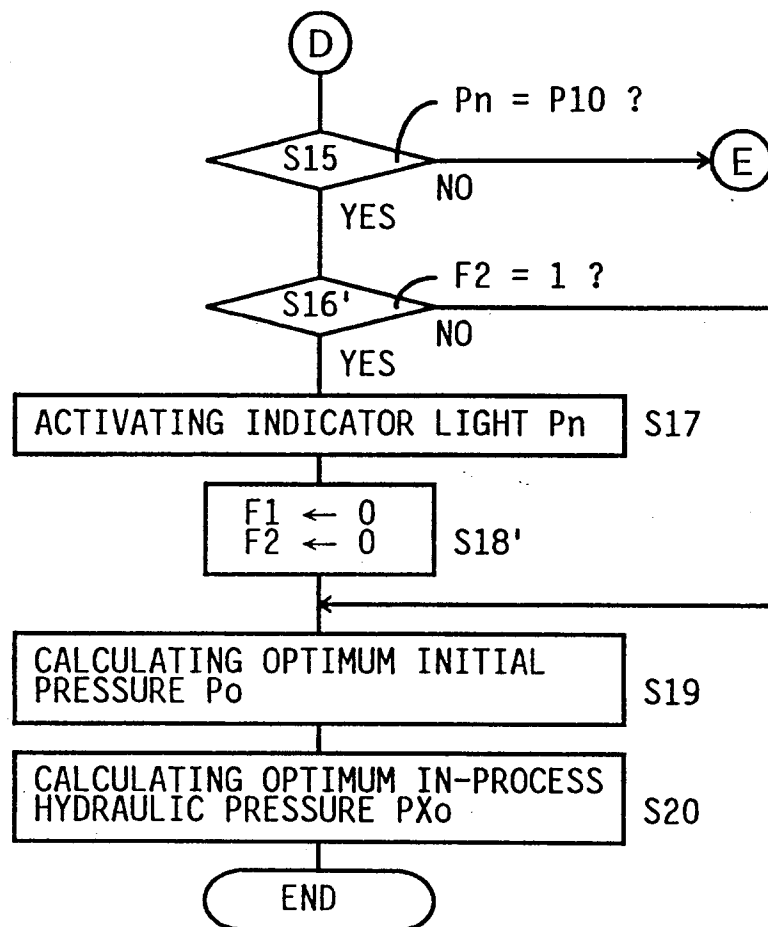 D
Pn = P10 ?
S15
E
NO
YES
F2 = 1 ?
S16'
NO
YES
ACTIVATING INDICATOR LIGHT Pn
S17
F1 ← 0
F2 ← 0
S18'
CALCULATING OPTIMUM INITIAL
PRESSURE Po
S19
CALCULATING OPTIMUM IN-PROCESS
HYDRAULIC PRESSURE PXo
S20
END